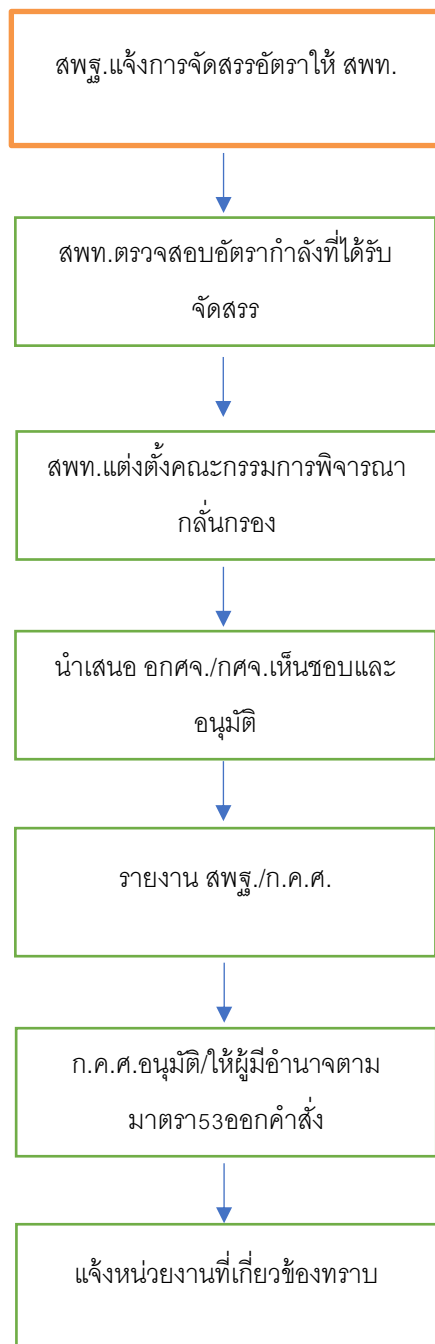 สพฐ.แจ้งการจัดสรรอัตราให้ สพท.
สพท.ตรวจสอบอัตรากำลังที่ได้รับ
จัดสรร
สพท.แต่งตั้งคณะกรรมการพิจารณา
กลั่นกรอง
นำเสนอ อกศจ./กศจ.เห็นชอบและ
อนุมัติ
รายงาน สพฐ./ก.ค.ศ.
ก.ค.ศ.อนุมัติ/ให้ผู้มีอำนาจตาม
มาตรา53ออกคำสั่ง
แจ้งหน่วยงานที่เกี่ยวข้องทราบ